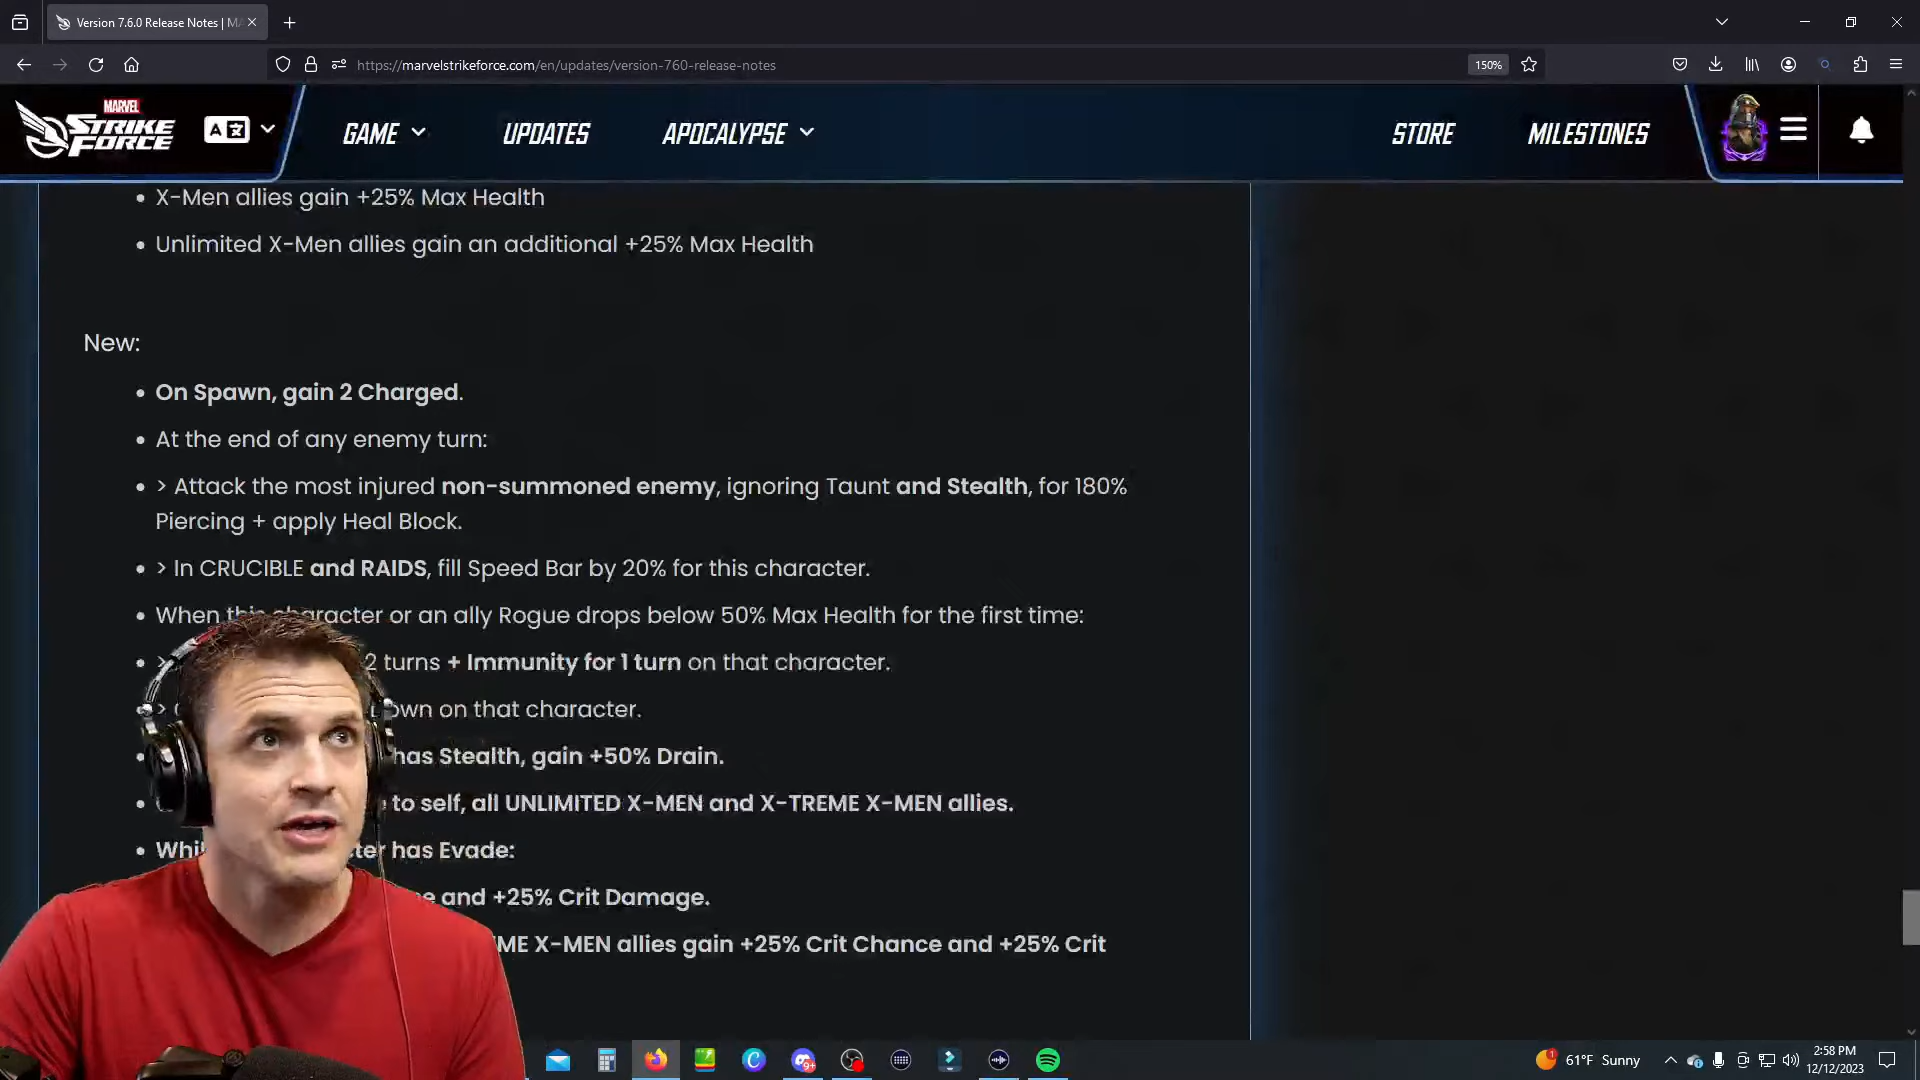 Version 7.6.0 Release Notes | MA
https://marvelstrikeforce.com/en/updates/version-760-release-notes
150%
MARVEL
STRIKE
FORCE
GAME
UPDATES
APOCALYPSE
STORE
MILESTONES
• X-Men allies gain +25% Max Health
• Unlimited X-Men allies gain an additional +25% Max Health
New:
• On Spawn, gain 2 Charged.
• At the end of any enemy turn:
• > Attack the most injured non-summoned enemy, ignoring Taunt and Stealth, for 180%
Piercing + apply Heal Block.
• > In CRUCIBLE and RAIDS, fill Speed Bar by 20% for this character.
• When this character or an ally Rogue drops below 50% Max Health for the first time:
• > 2 turns + Immunity for 1 turn on that character.
• > on that character.
has Stealth, gain +50% Drain.
to self, all UNLIMITED X-MEN and X-TREME X-MEN allies.
• has Evade:
and +25% Crit Damage.
X-MEN allies gain +25% Crit Chance and +25% Crit
9+
1
61°F Sunny
2:58 PM
12/12/2023